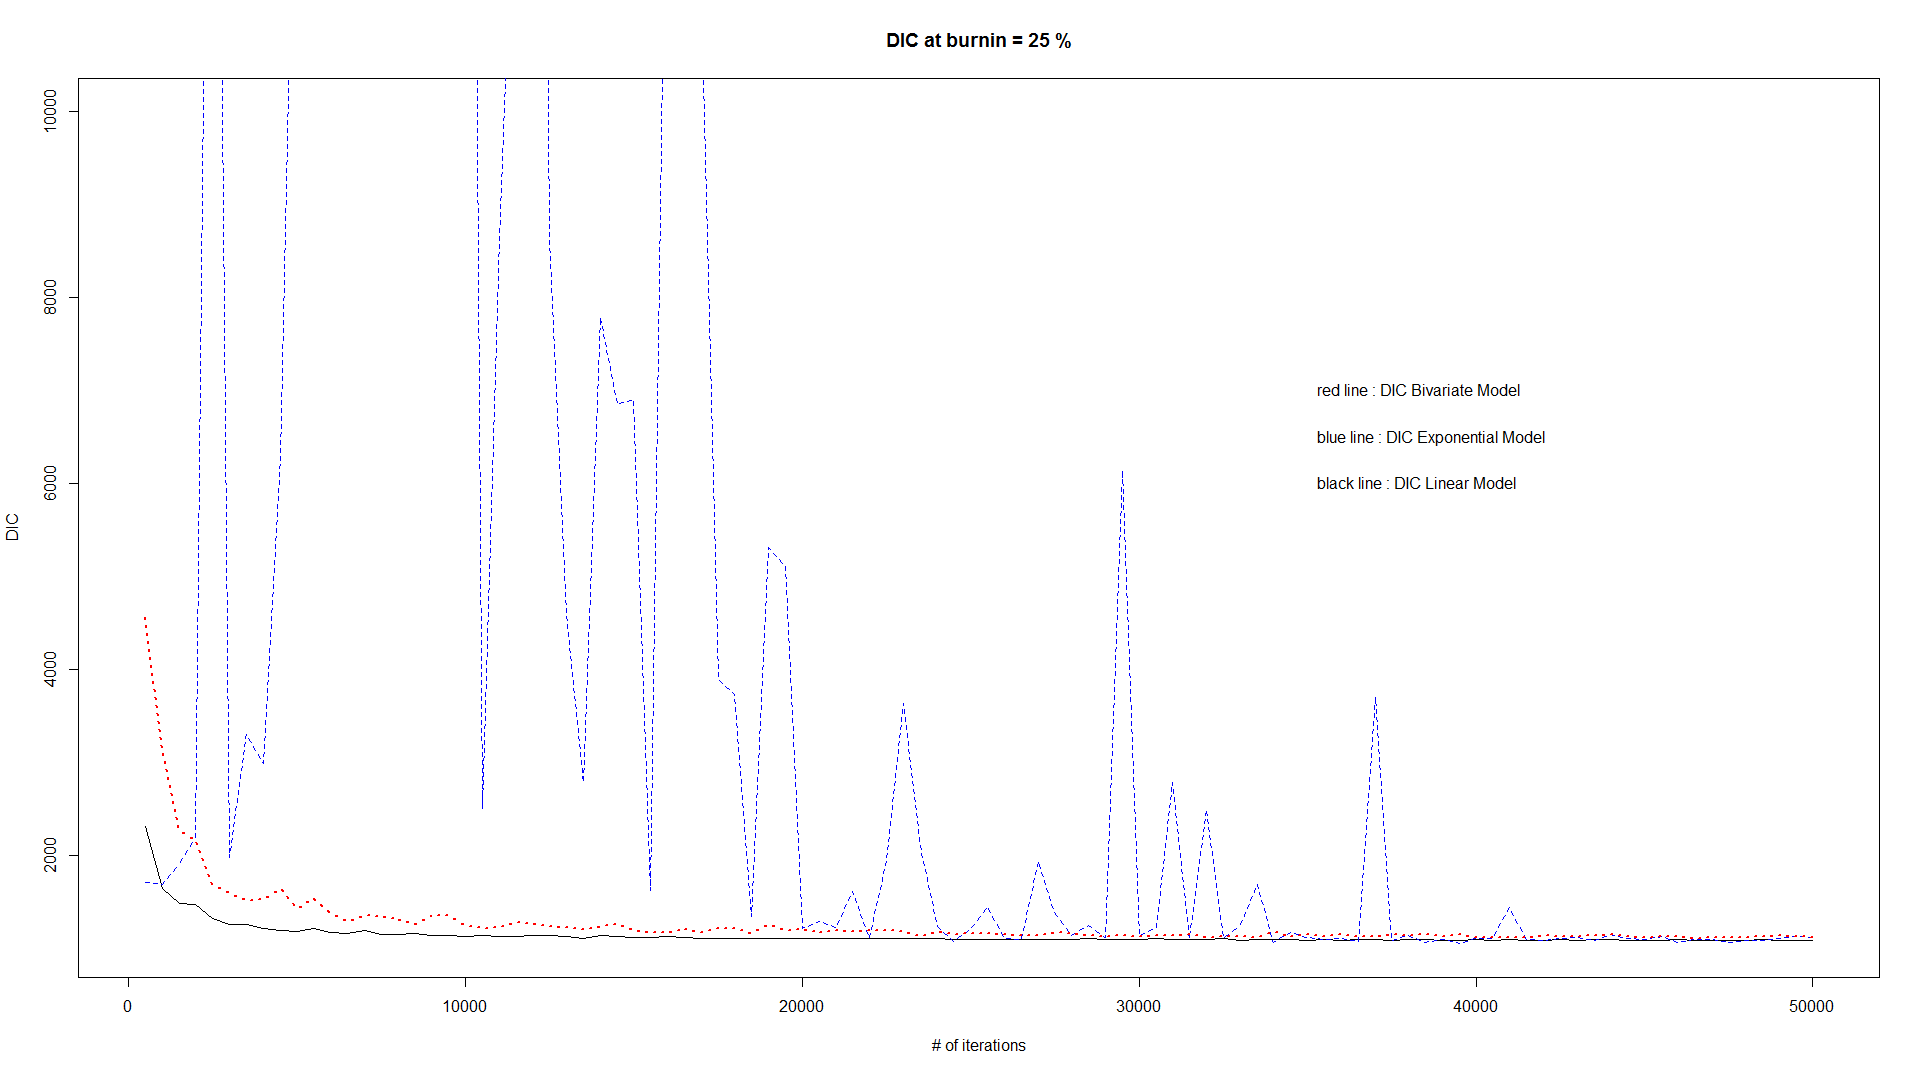 DIC at burnin = 25 %
10000
8000
6000
4000
2000
DIC
red line : DIC Bivariate Model
blue line : DIC Exponential Model
black line : DIC Linear Model
0 10000 20000 30000 40000 50000
# of iterations